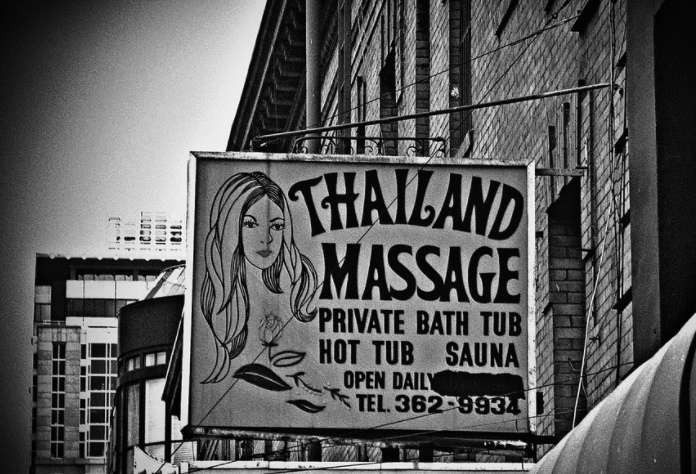 THAILAND
MASSAGE
PRIVATE BATH TUB
HOT TUB SAUNA
OPEN DAILY
TEL. 362-9934